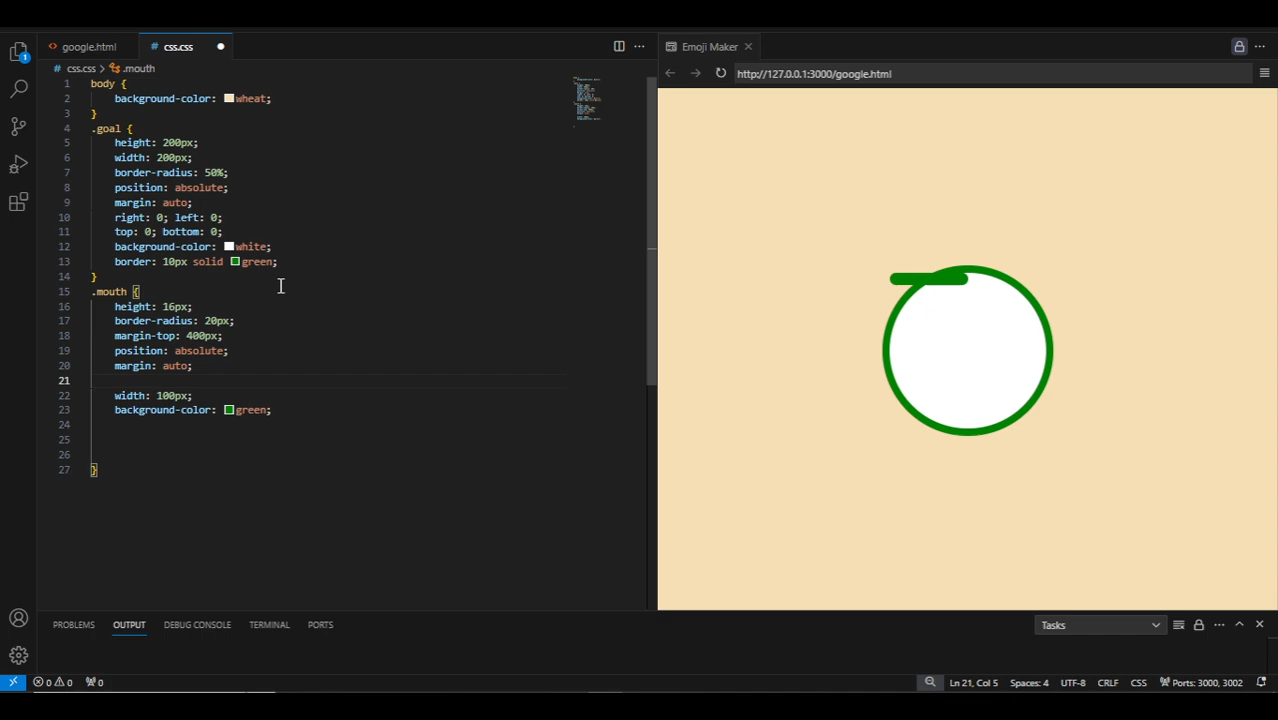 google.html
css.css
Emoji Maker
css.css > .mouth
http://127.0.0.1:3000/google.html
1
1 body {
2 background-color: wheat;
3 }
4 .goal {
5 height: 200px;
6 width: 200px;
7 border-radius: 50%;
8 position: absolute;
9 margin: auto;
10 right: 0; left: 0;
11 top: 0; bottom: 0;
12 background-color: white;
13 border: 10px solid green;
14 }
15 .mouth {
16 height: 16px;
17 border-radius: 20px;
18 margin-top: 400px;
19 position: absolute;
20 margin: auto;
21
22 width: 100px;
23 background-color: green;
24
25
26
27 }
PROBLEMS OUTPUT DEBUG CONSOLE TERMINAL PORTS
Tasks
0 0 0
Ln 21, Col 5 Spaces: 4 UTF-8 CRLF CSS Ports: 3000, 3002